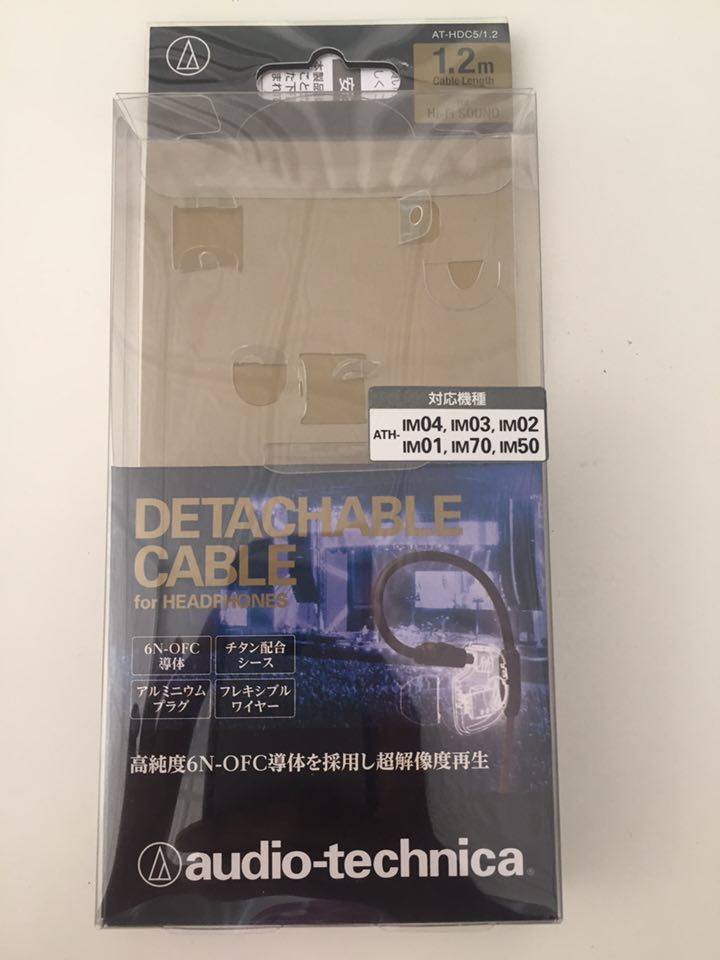 AT-HDC5/1.2
1.2m
Cable Length
Hi-Fi SOUND
対応機種
ATH-IM04, IM03, IM02
IM01, IM70, IM50
DETACHABLE
CABLE
for HEADPHONES
6N-OFC
導体
チタン配合
シース
アルミニウム
プラグ
フレキシブル
ワイヤー
高純度6N-OFC導体を採用し超解像度再生
audio-technica